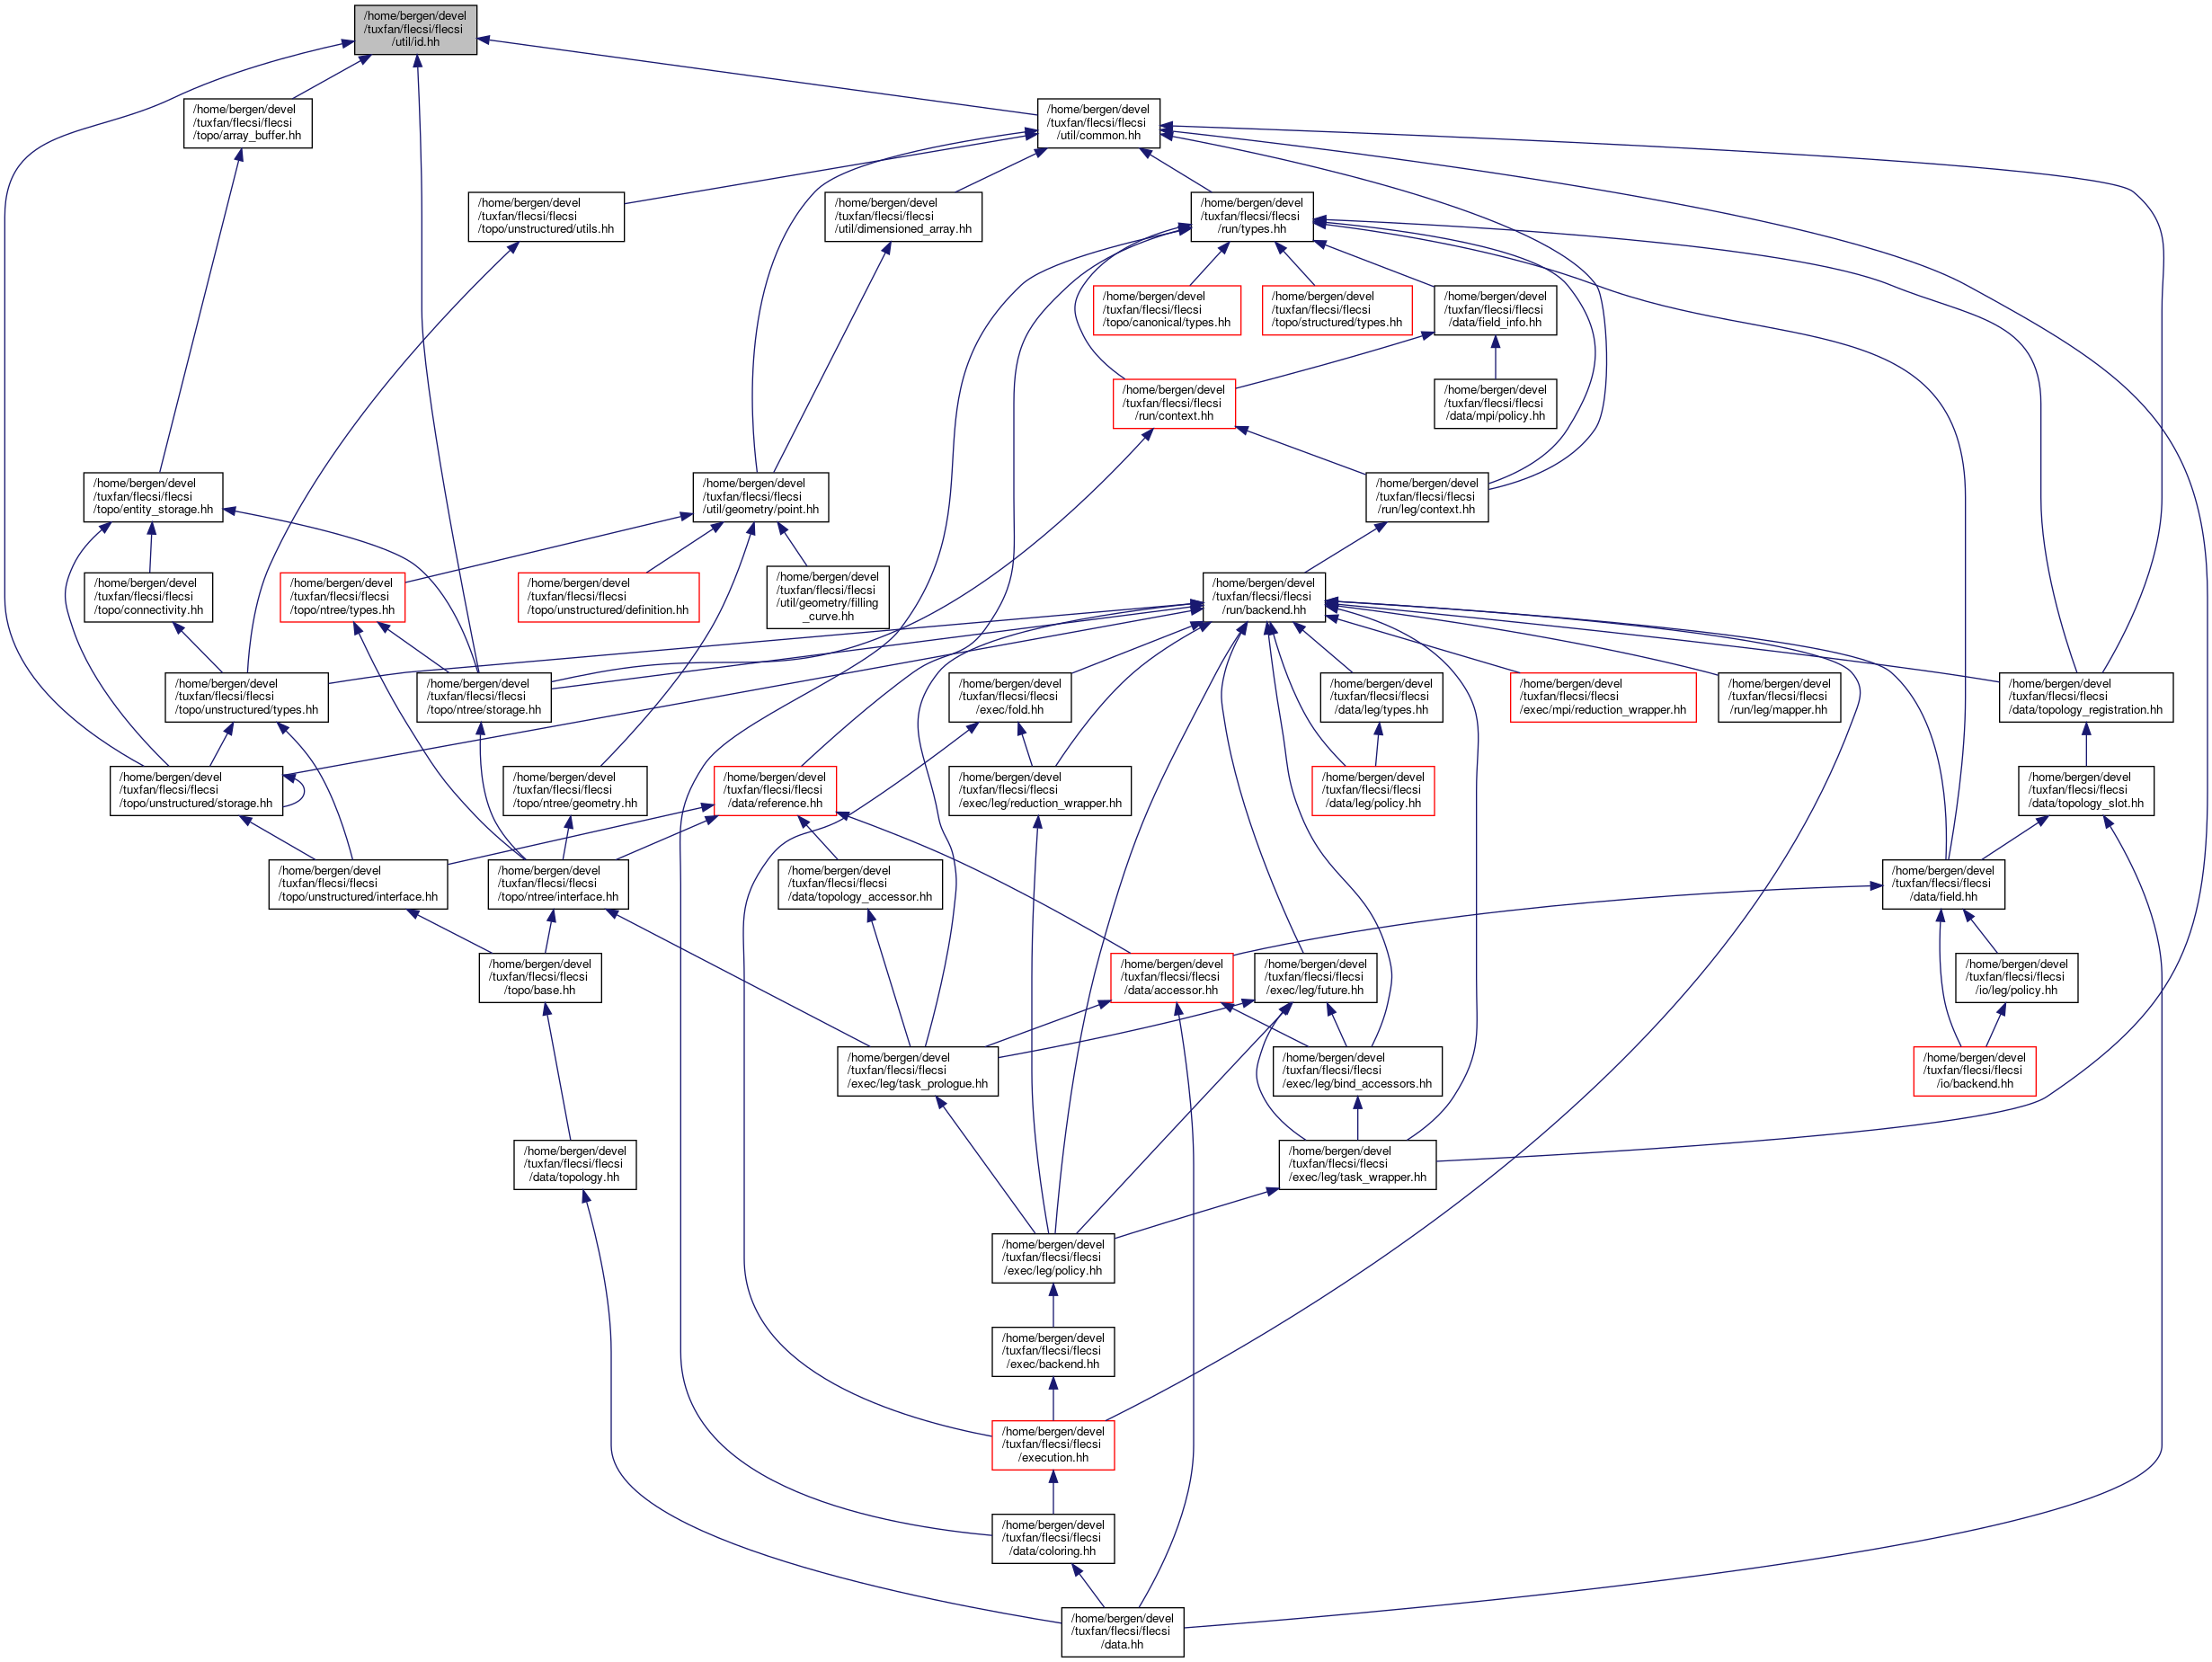 /home/bergen/devel
/tuxfan/flecsi/flecsi
/util/id.hh
/home/bergen/devel
/tuxfan/flecsi/flecsi
/topo/array_buffer.hh
/home/bergen/devel
/tuxfan/flecsi/flecsi
/util/common.hh
/home/bergen/devel
/tuxfan/flecsi/flecsi
/topo/unstructured/utils.hh
/home/bergen/devel
/tuxfan/flecsi/flecsi
/util/dimensioned_array.hh
/home/bergen/devel
/tuxfan/flecsi/flecsi
/run/types.hh
/home/bergen/devel
/tuxfan/flecsi/flecsi
/topo/canonical/types.hh
/home/bergen/devel
/tuxfan/flecsi/flecsi
/topo/structured/types.hh
/home/bergen/devel
/tuxfan/flecsi/flecsi
/data/field_info.hh
/home/bergen/devel
/tuxfan/flecsi/flecsi
/run/context.hh
/home/bergen/devel
/tuxfan/flecsi/flecsi
/data/mpi/policy.hh
/home/bergen/devel
/tuxfan/flecsi/flecsi
/topo/entity_storage.hh
/home/bergen/devel
/tuxfan/flecsi/flecsi
/util/geometry/point.hh
/home/bergen/devel
/tuxfan/flecsi/flecsi
/run/leg/context.hh
/home/bergen/devel
/tuxfan/flecsi/flecsi
/topo/connectivity.hh
/home/bergen/devel
/tuxfan/flecsi/flecsi
/topo/ntree/types.hh
/home/bergen/devel
/tuxfan/flecsi/flecsi
/topo/unstructured/definition.hh
/home/bergen/devel
/tuxfan/flecsi/flecsi
/util/geometry/filling
_curve.hh
/home/bergen/devel
/tuxfan/flecsi/flecsi
/run/backend.hh
/home/bergen/devel
/tuxfan/flecsi/flecsi
/topo/unstructured/types.hh
/home/bergen/devel
/tuxfan/flecsi/flecsi
/topo/ntree/storage.hh
/home/bergen/devel
/tuxfan/flecsi/flecsi
/exec/fold.hh
/home/bergen/devel
/tuxfan/flecsi/flecsi
/data/leg/types.hh
/home/bergen/devel
/tuxfan/flecsi/flecsi
/exec/mpi/reduction_wrapper.hh
/home/bergen/devel
/tuxfan/flecsi/flecsi
/run/leg/mapper.hh
/home/bergen/devel
/tuxfan/flecsi/flecsi
/data/topology_registration.hh
/home/bergen/devel
/tuxfan/flecsi/flecsi
/topo/unstructured/storage.hh
/home/bergen/devel
/tuxfan/flecsi/flecsi
/topo/ntree/geometry.hh
/home/bergen/devel
/tuxfan/flecsi/flecsi
/data/reference.hh
/home/bergen/devel
/tuxfan/flecsi/flecsi
/exec/leg/reduction_wrapper.hh
/home/bergen/devel
/tuxfan/flecsi/flecsi
/data/leg/policy.hh
/home/bergen/devel
/tuxfan/flecsi/flecsi
/data/topology_slot.hh
/home/bergen/devel
/tuxfan/flecsi/flecsi
/topo/unstructured/interface.hh
/home/bergen/devel
/tuxfan/flecsi/flecsi
/topo/ntree/interface.hh
/home/bergen/devel
/tuxfan/flecsi/flecsi
/data/topology_accessor.hh
/home/bergen/devel
/tuxfan/flecsi/flecsi
/data/field.hh
/home/bergen/devel
/tuxfan/flecsi/flecsi
/topo/base.hh
/home/bergen/devel
/tuxfan/flecsi/flecsi
/data/accessor.hh
/home/bergen/devel
/tuxfan/flecsi/flecsi
/exec/leg/future.hh
/home/bergen/devel
/tuxfan/flecsi/flecsi
/io/leg/policy.hh
/home/bergen/devel
/tuxfan/flecsi/flecsi
/exec/leg/task_prologue.hh
/home/bergen/devel
/tuxfan/flecsi/flecsi
/exec/leg/bind_accessors.hh
/home/bergen/devel
/tuxfan/flecsi/flecsi
/io/backend.hh
/home/bergen/devel
/tuxfan/flecsi/flecsi
/data/topology.hh
/home/bergen/devel
/tuxfan/flecsi/flecsi
/exec/leg/task_wrapper.hh
/home/bergen/devel
/tuxfan/flecsi/flecsi
/exec/leg/policy.hh
/home/bergen/devel
/tuxfan/flecsi/flecsi
/exec/backend.hh
/home/bergen/devel
/tuxfan/flecsi/flecsi
/execution.hh
/home/bergen/devel
/tuxfan/flecsi/flecsi
/data/coloring.hh
/home/bergen/devel
/tuxfan/flecsi/flecsi
/data.hh